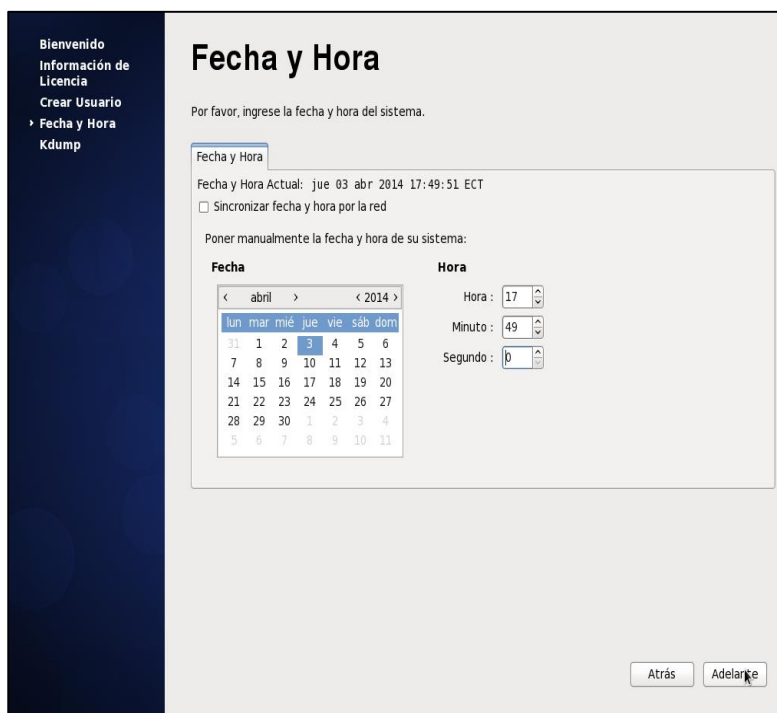 Bienvenido
Información de
Licencia
Crear Usuario
Fecha y Hora
Kdump
Fecha y Hora
Por favor, ingrese la fecha y hora del sistema.
Fecha y Hora
Fecha y Hora Actual: jue 03 abr 2014 17:49:51 ECT
Sincronizar fecha y hora por la red
Poner manualmente la fecha y hora de su sistema:
Fecha
Hora
< abril > < 2014 >
lun mar mié jue vie sáb dom
31 1 2 3 4 5 6
7 8 9 10 11 12 13
14 15 16 17 18 19 20
21 22 23 24 25 26 27
28 29 30 1 2 3 4
5 6 7 8 9 10 11
Hora : 17
Minuto : 49
Segundo : 0
Atrás
Adelante